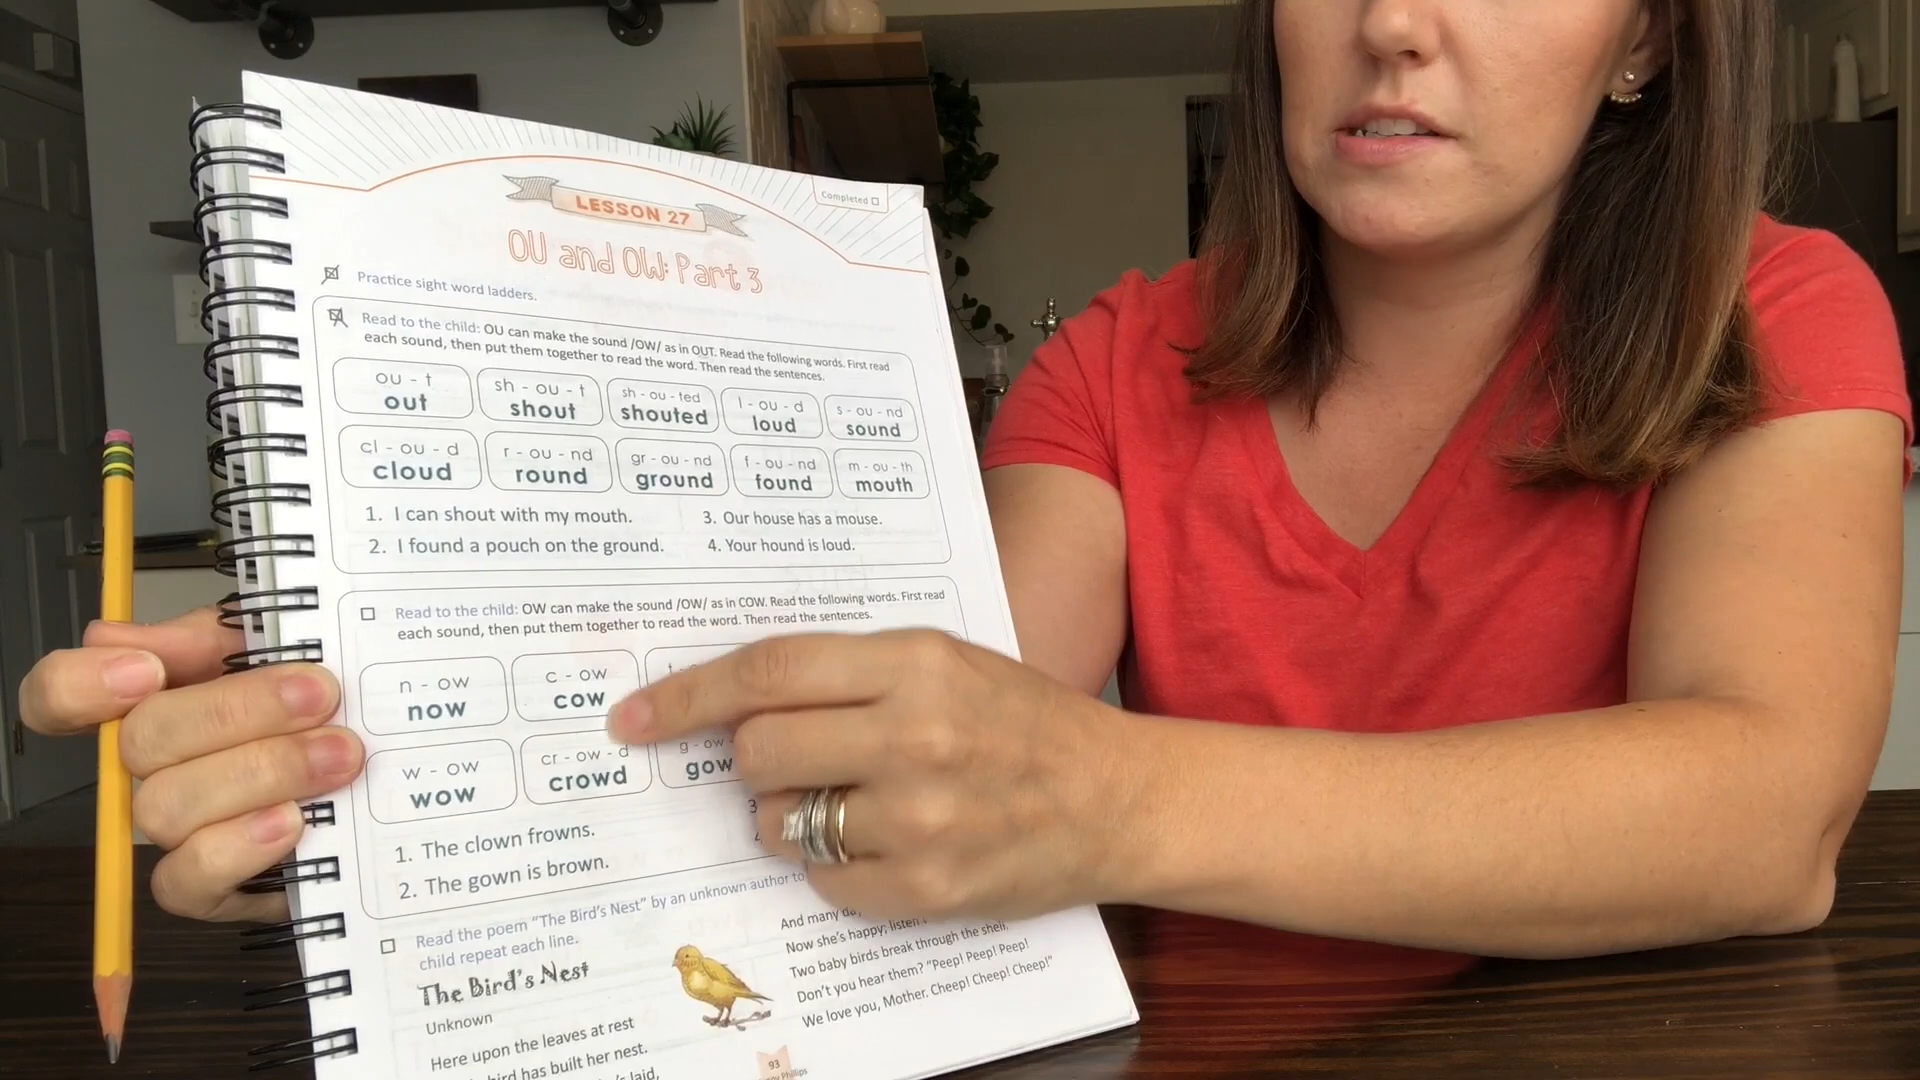 Completed
LESSON 27
OU and OW: Part 3
Practice sight word ladders.
Read to the child: OU can make the sound /OW/ as in OUT. Read the following words. First read
each sound, then put them together to read the word. Then read the sentences.
ou - t
out
sh - ou - t
shout
sh - ou - ted
shouted
l - ou - d
loud
s - ou - nd
sound
cl - ou - d
cloud
r - ou - nd
round
gr - ou - nd
ground
f - ou - nd
found
m - ou - th
mouth
1. I can shout with my mouth.
2. I found a pouch on the ground.
3. Our house has a mouse.
4. Your hound is loud.
Read to the child: OW can make the sound /OW/ as in COW. Read the following words. First read
each sound, then put them together to read the word. Then read the sentences.
n - ow
now
c - ow
cow
w - ow
wow
cr - ow - d
crowd
g - ow -
gow
1. The clown frowns.
2. The gown is brown.
3
Read the poem "The Bird's Nest" by an unknown author to
child repeat each line.
The Bird's Nest
Unknown
Here upon the leaves at rest
bird has built her nest.
laid,
And many
Now she's happy; listen
Two baby birds break through the shell.
Don't you hear them? "Peep! Peep! Peep!
We love you, Mother. Cheep! Cheep! Cheep!"
93
Phillips